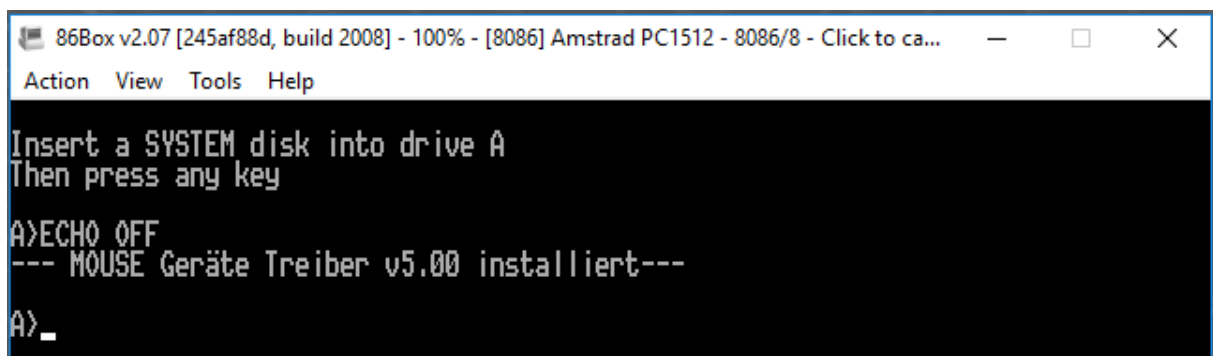 86Box v2.07 [245af88d, build 2008] - 100% - [8086] Amstrad PC1512 - 8086/8 - Click to ca...
Action View Tools Help
Insert a SYSTEM disk into drive A
Then press any key
A>ECHO OFF
--- MOUSE Geräte Treiber v5.00 installiert---
A>_